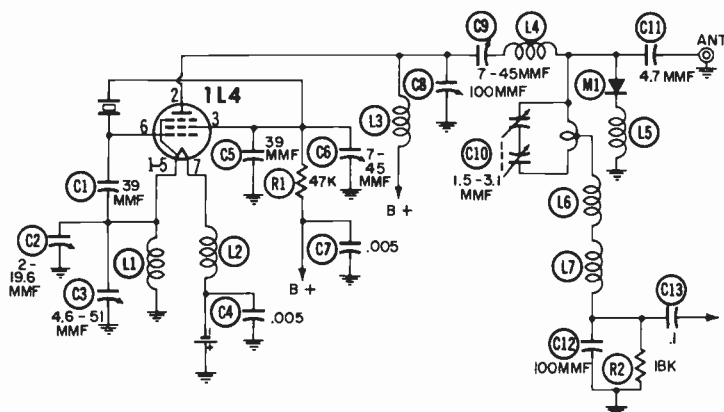 C9
L4
C11
ANT
7-45MMF
4.7 MMF
C8
100MMF
M1
L5
2
1L4
6
3
1-5
7
L3
C10
1.5-3.1
MMF
C5
39
MMF
C6
7-
45
MMF
R1
47K
C1
39
MMF
B +
L6
C2
2-
19.6
MMF
L1
L2
C7
.005
L7
C3
4.6-51
MMF
B +
C4
.005
C13
.1
C12
100MMF
R2
18K
+